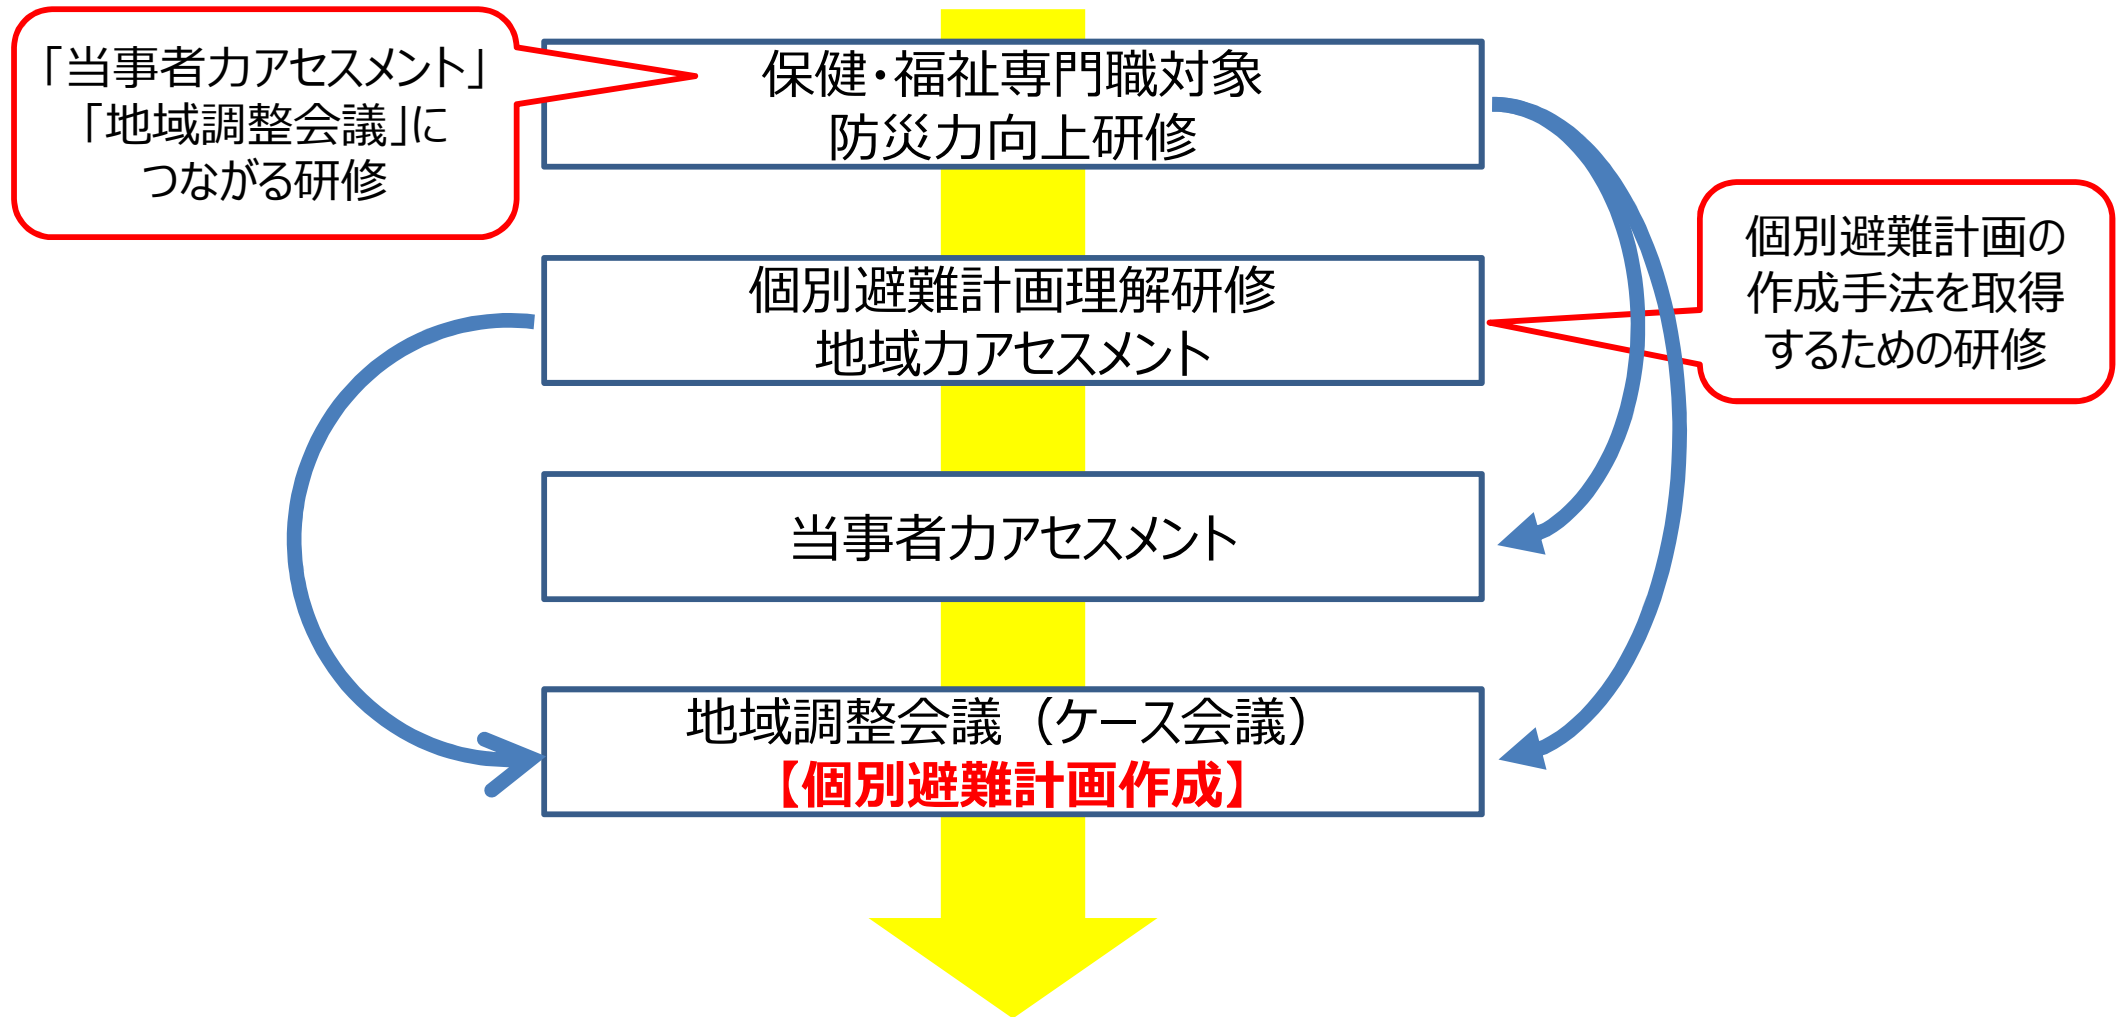 「当事者力アセスメント」
「地域調整会議」に
つながる研修
保健・福祉専門職対象
防災力向上研修
個別避難計画理解研修
地域力アセスメント
個別避難計画の
作成手法を取得
するための研修
当事者力アセスメント
地域調整会議（ケース会議）
【個別避難計画作成】